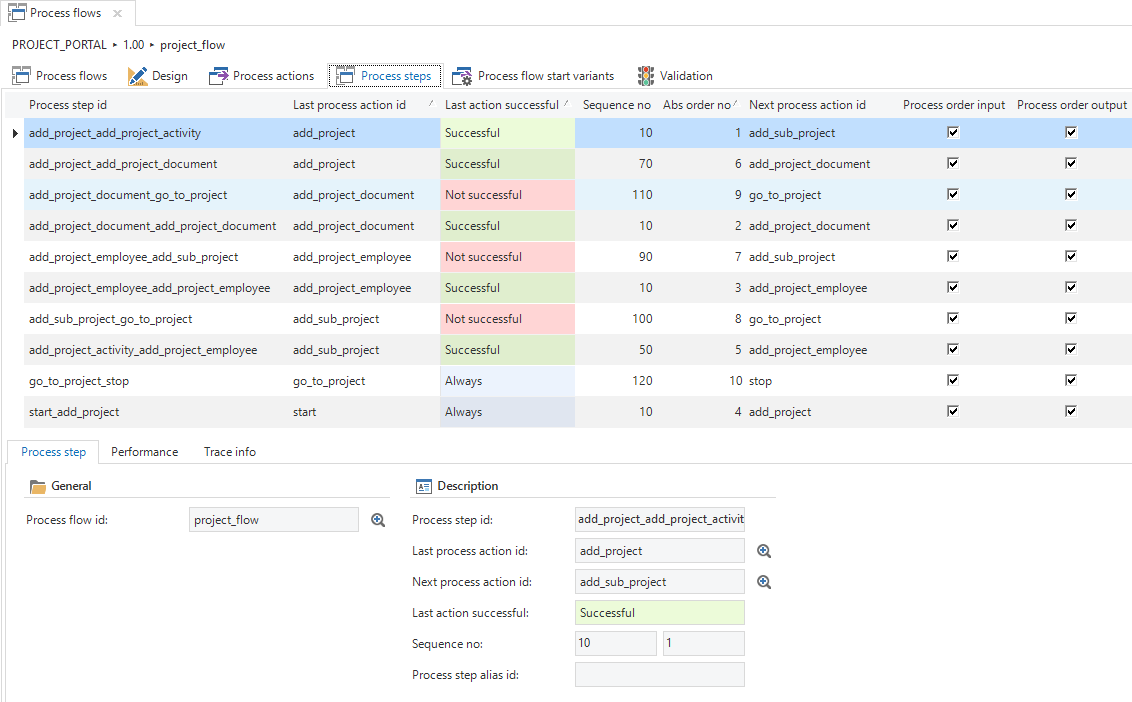 Process flows
PROJECT_PORTAL ▸ 1.00 ▸ project_flow
Process flows Design Process actions Process steps Process flow start variants Validation
Process step id Last process action id Last action successful Sequence no Abs order no Next process action id Process order input Process order output
add_project_add_project_activity add_project Successful 10 1 add_sub_project
add_project_add_project_document add_project Successful 70 6 add_project_document
add_project_document_go_to_project add_project_document Not successful 110 9 go_to_project
add_project_document_add_project_document add_project_document Successful 10 2 add_project_document
add_project_employee_add_sub_project add_project_employee Not successful 90 7 add_sub_project
add_project_employee_add_project_employee add_project_employee Successful 10 3 add_project_employee
add_sub_project_go_to_project add_sub_project Not successful 100 8 go_to_project
add_project_activity_add_project_employee add_sub_project Successful 50 5 add_project_employee
go_to_project_stop go_to_project Always 120 10 stop
start_add_project start Always 10 4 add_project
Process step Performance Trace info
General
Process flow id: project_flow
Description
Process step id: add_project_add_project_activit
Last process action id: add_project
Next process action id: add_sub_project
Last action successful: Successful
Sequence no: 10 1
Process step alias id: